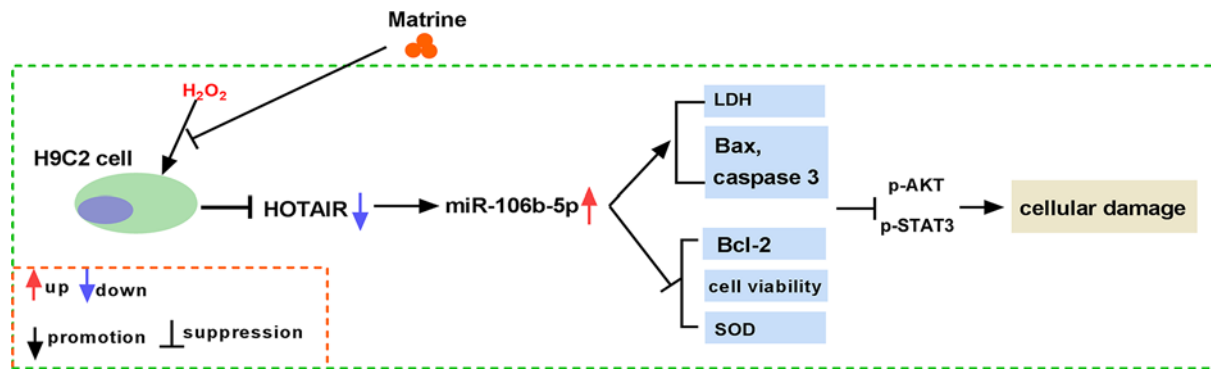 Matrine
H₂O₂
H9C2 cell
HOTAIR
miR-106b-5p
LDH
Bax,
caspase 3
Bcl-2
cell viability
SOD
p-AKT
p-STAT3
cellular damage
up
down
promotion
suppression